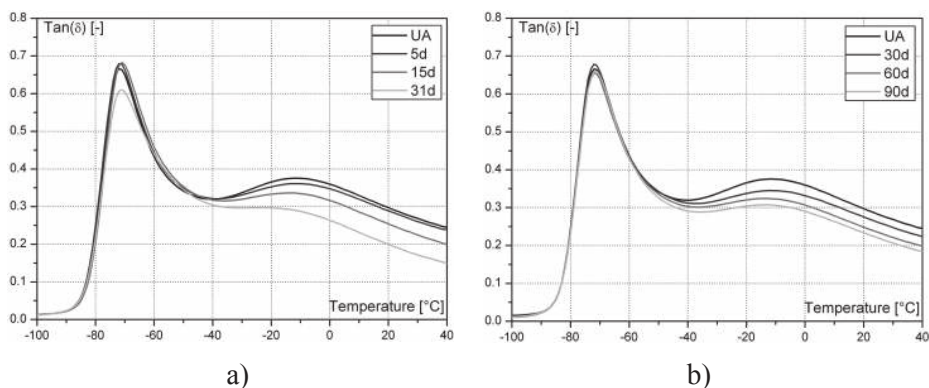 Tan(δ) [-]
UA
5d
15d
31d
0.8
0.7
0.6
0.5
0.4
0.3
0.2
0.1
0.0
Temperature [°C]
-100 -80 -60 -40 -20 0 20 40
a)
Tan(δ) [-]
UA
30d
60d
90d
0.8
0.7
0.6
0.5
0.4
0.3
0.2
0.1
0.0
Temperature [°C]
-100 -80 -60 -40 -20 0 20 40
b)